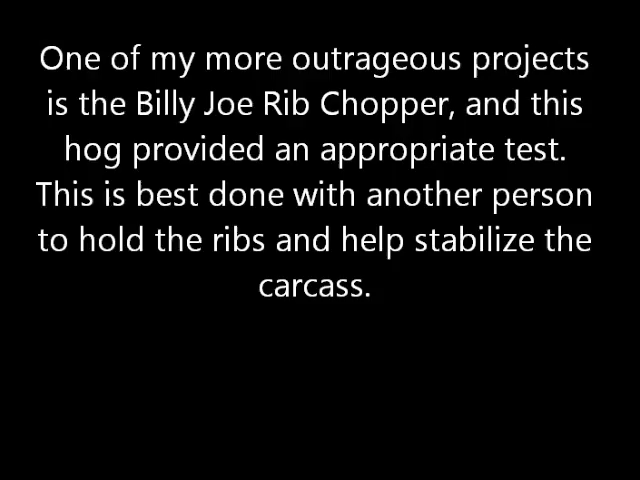 One of my more outrageous projects
is the Billy Joe Rib Chopper, and this
hog provided an appropriate test.
This is best done with another person
to hold the ribs and help stabilize the
carcass.